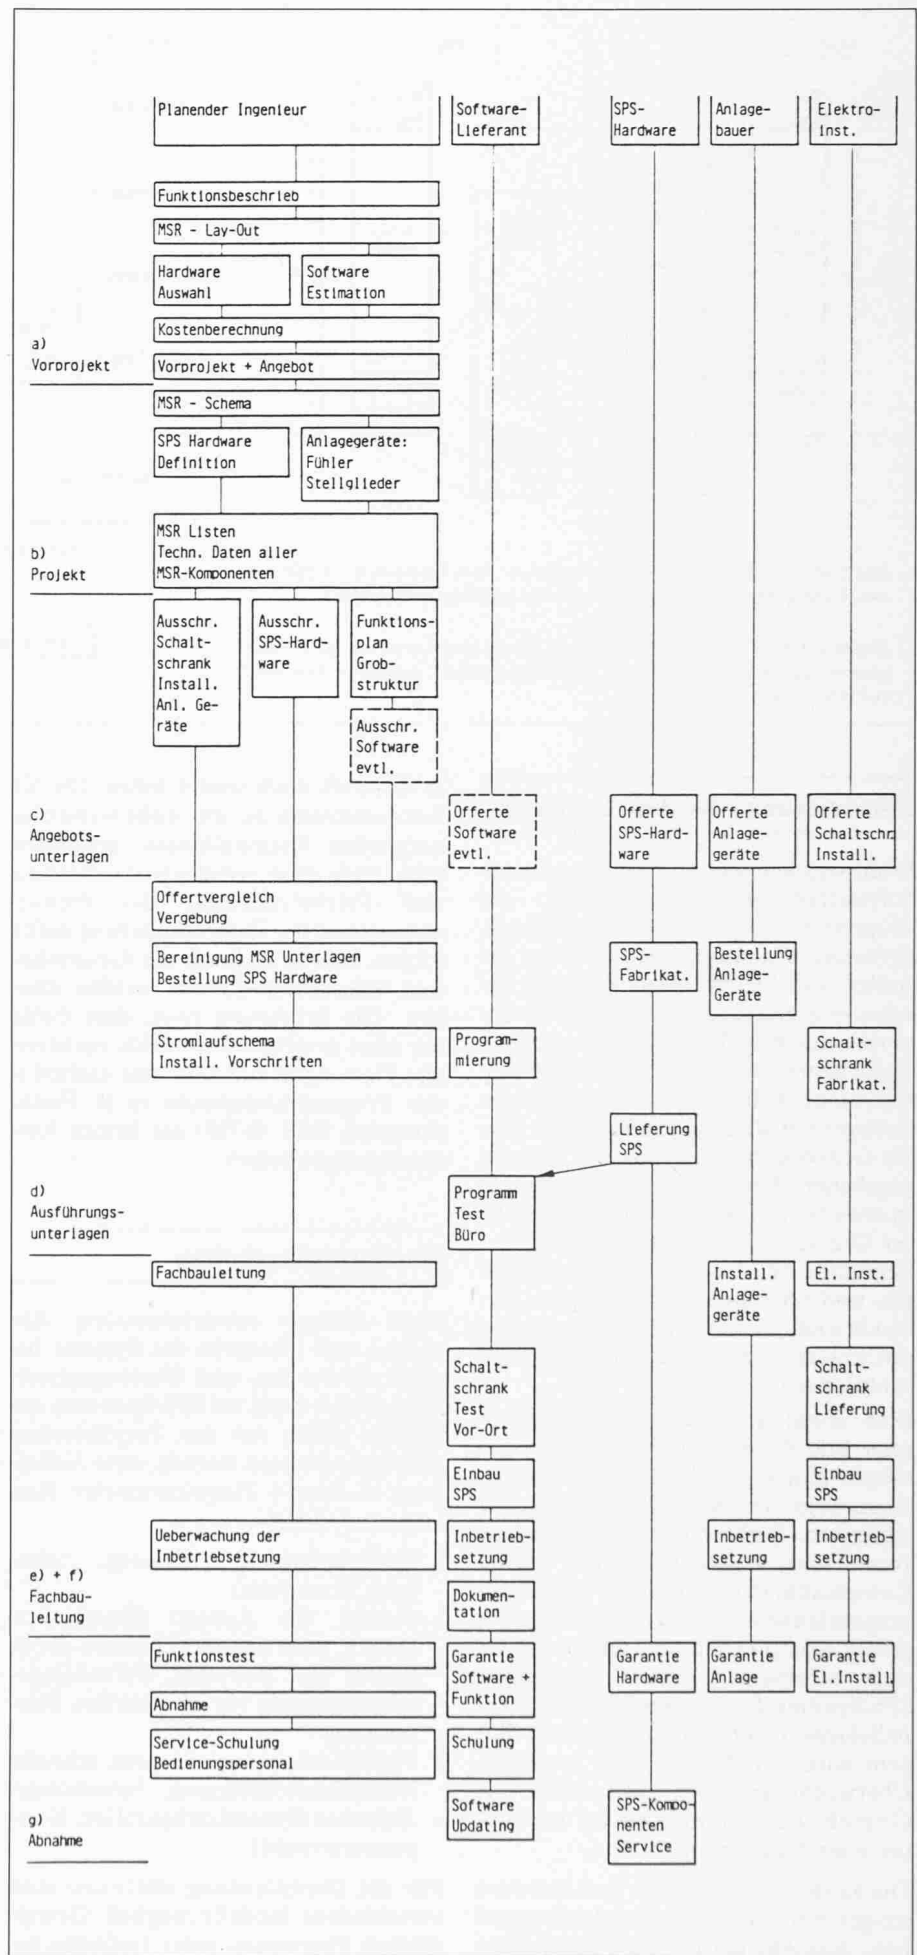 Planender Ingenieur
Software-
Lieferant
SPS-
Hardware
Anlage-
bauer
Elektro-
inst.
Funktionsbeschrieb
MSR - Lay-Out
Hardware
Auswahl
Software
Estimation
Kostenberechnung
a)
Vorprojekt
Vorprojekt + Angebot
MSR - Schema
SPS Hardware
Definition
Anlagegeräte:
Fühler
Stellglieder
b)
Projekt
MSR Listen
Techn. Daten aller
MSR-Komponenten
Ausschr.
Schalt-
schrank
Install.
Anl. Ge-
räte
Ausschr.
SPS-Hard-
ware
Funktions-
plan
Grob-
struktur
Ausschr.
Software
evtl.
c)
Angebots-
unterlagen
Offerte
Software
evtl.
Offerte
SPS-Hard-
ware
Offerte
Anlage-
geräte
Offerte
Schaltschr.
Install.
Offertvergleich
Vergebung
Bereinigung MSR Unterlagen
Bestellung SPS Hardware
SPS-
Fabrikat.
Bestellung
Anlage-
Geräte
Stromlaufschema
Install. Vorschriften
Program-
mierung
Schalt-
schrank
Fabrikat.
Lieferung
SPS
d)
Ausführungs-
unterlagen
Programm
Test
Büro
Fachbauleitung
Install.
Anlage-
geräte
El. Inst.
Schalt-
schrank
Test
Vor-Ort
Schalt-
schrank
Lieferung
Einbau
SPS
Einbau
SPS
Ueberwachung der
Inbetriebsetzung
Inbetrieb-
setzung
Inbetrieb-
setzung
Inbetrieb-
setzung
e) + f)
Fachbau-
leitung
Dokumen-
tation
Funktionstest
Garantie
Software +
Funktion
Garantie
Hardware
Garantie
Anlage
Garantie
El.Install.
Abnahme
Service-Schulung
Bedienungspersonal
Schulung
g)
Abnahme
Software
Updating
SPS-Kompo-
nenten
Service